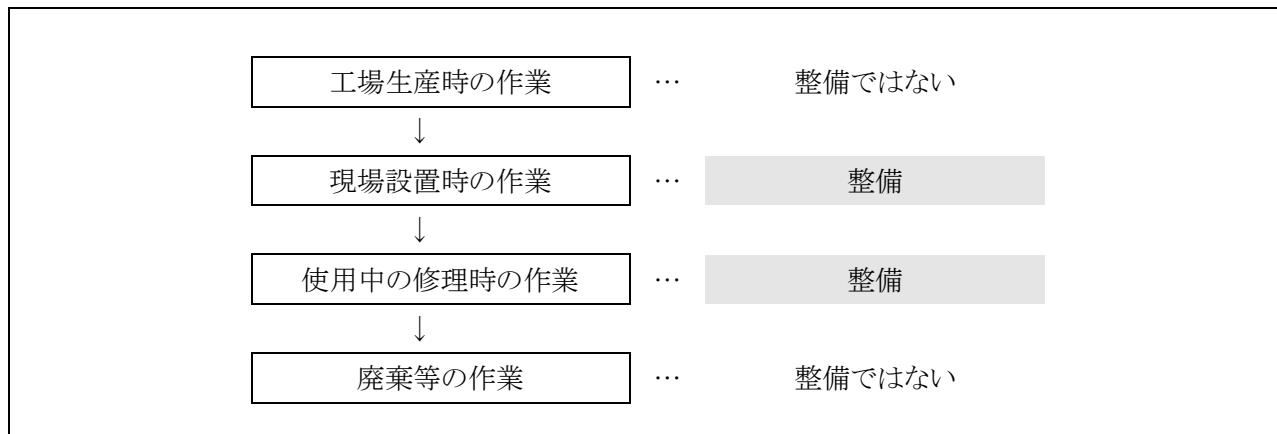 工場生産時の作業 … 整備ではない
↓
現場設置時の作業 … 整備
↓
使用中の修理時の作業 … 整備
↓
廃棄等の作業 … 整備ではない